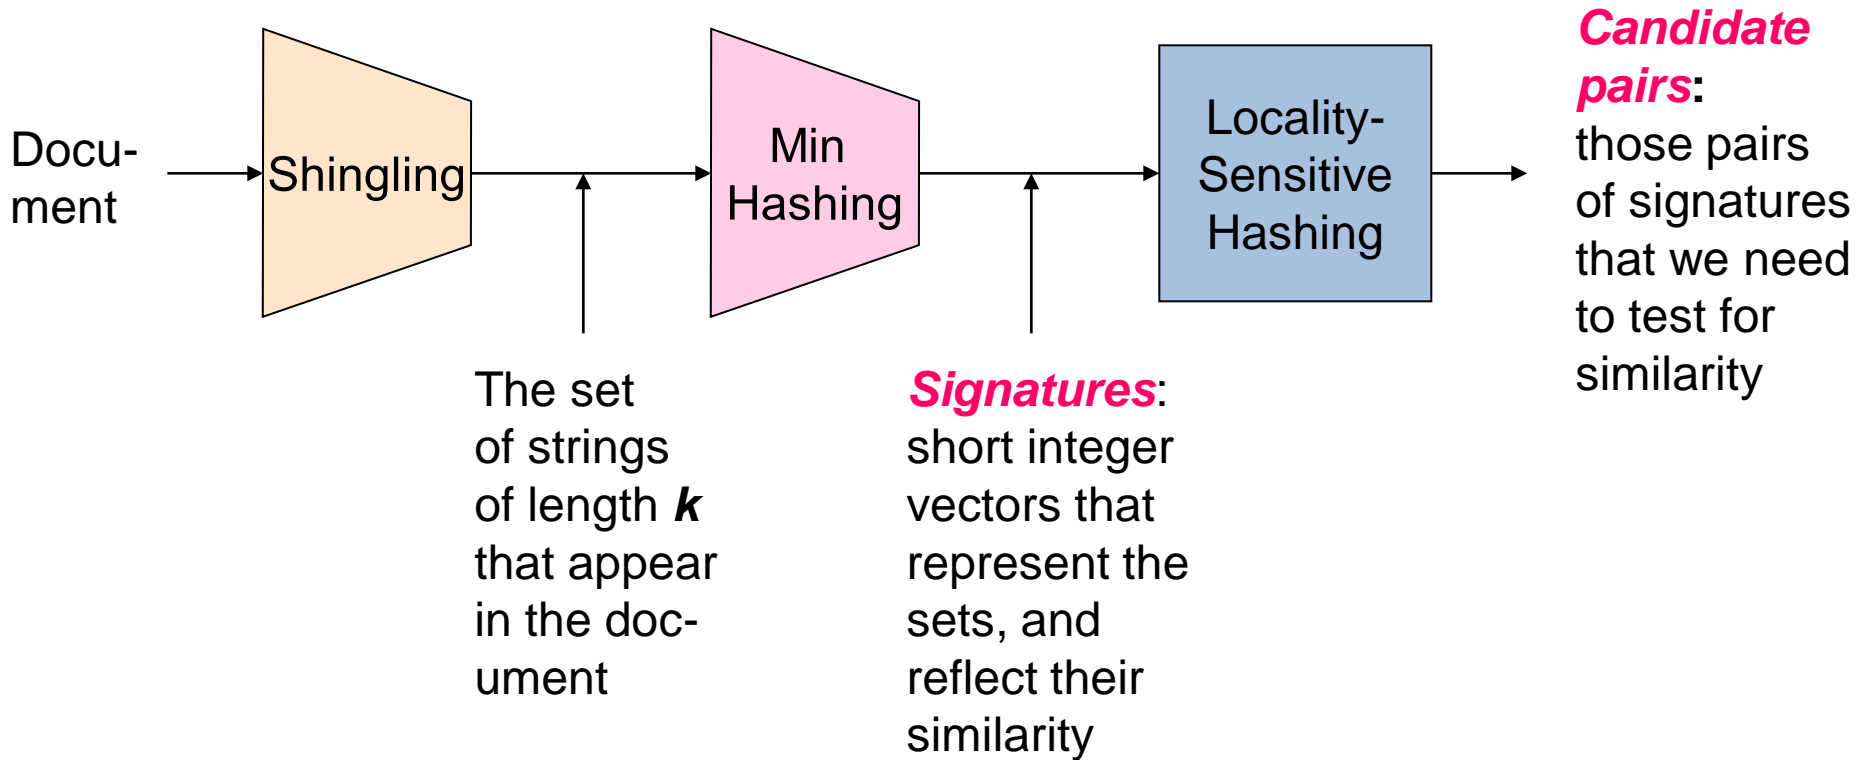 Docu-
ment
Shingling
The set
of strings
of length k
that appear
in the doc-
ument
Min
Hashing
Signatures:
short integer
vectors that
represent the
sets, and
reflect their
similarity
Locality-
Sensitive
Hashing
Candidate
pairs:
those pairs
of signatures
that we need
to test for
similarity